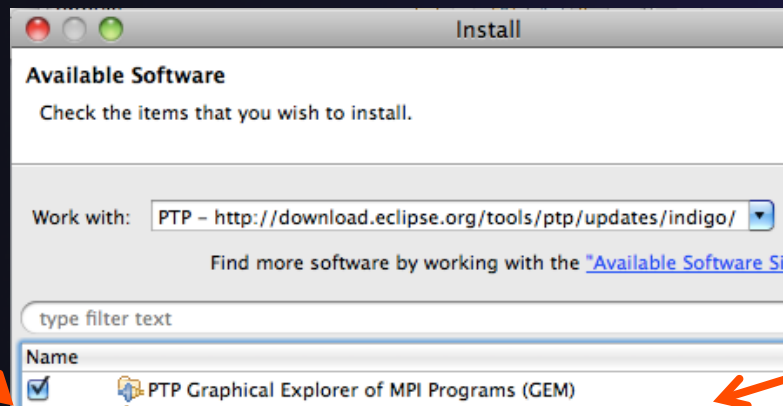 Install
Available Software
Check the items that you wish to install.
Work with: PTP – http://download.eclipse.org/tools/ptp/updates/indigo/
Find more software by working with the "Available Software
type filter text
Name
PTP Graphical Explorer of MPI Programs (GEM)